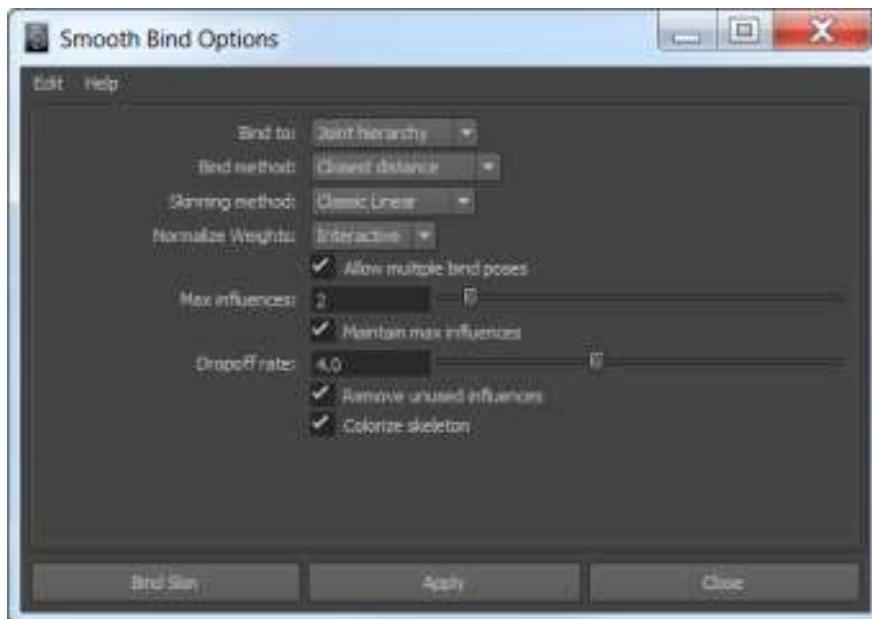 Smooth Bind Options
Edit Help
Bind to: Joint hierarchy
Bind method: Closest distance
Skinning method: Classic Linear
Normalize Weights: Interactive
Allow multiple bind poses
Max influences: 2
Maintain max influences
Dropoff rate: 4.0
Remove unused influences
Colorize skeleton
Bind Skin Apply Close